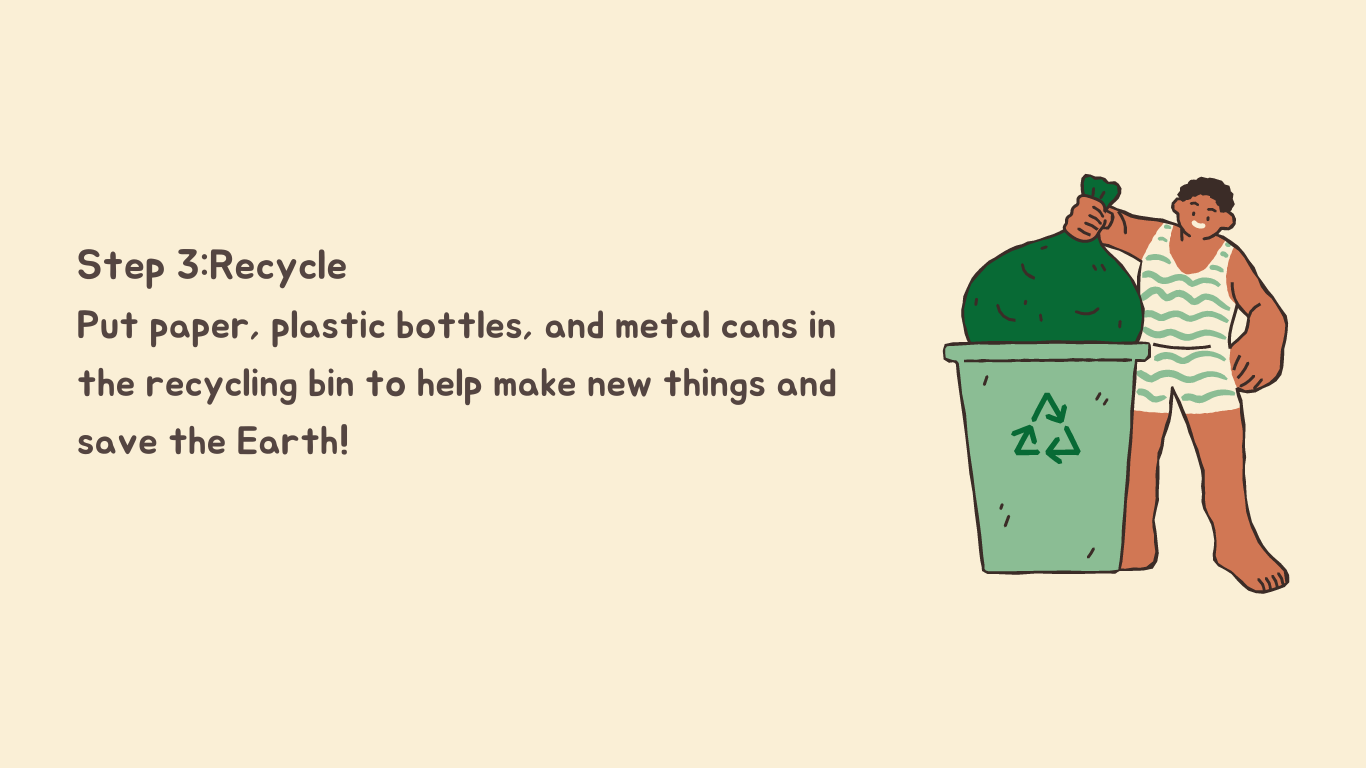 Step 3:Recycle
Put paper, plastic bottles, and metal cans in
the recycling bin to help make new things and
save the Earth!